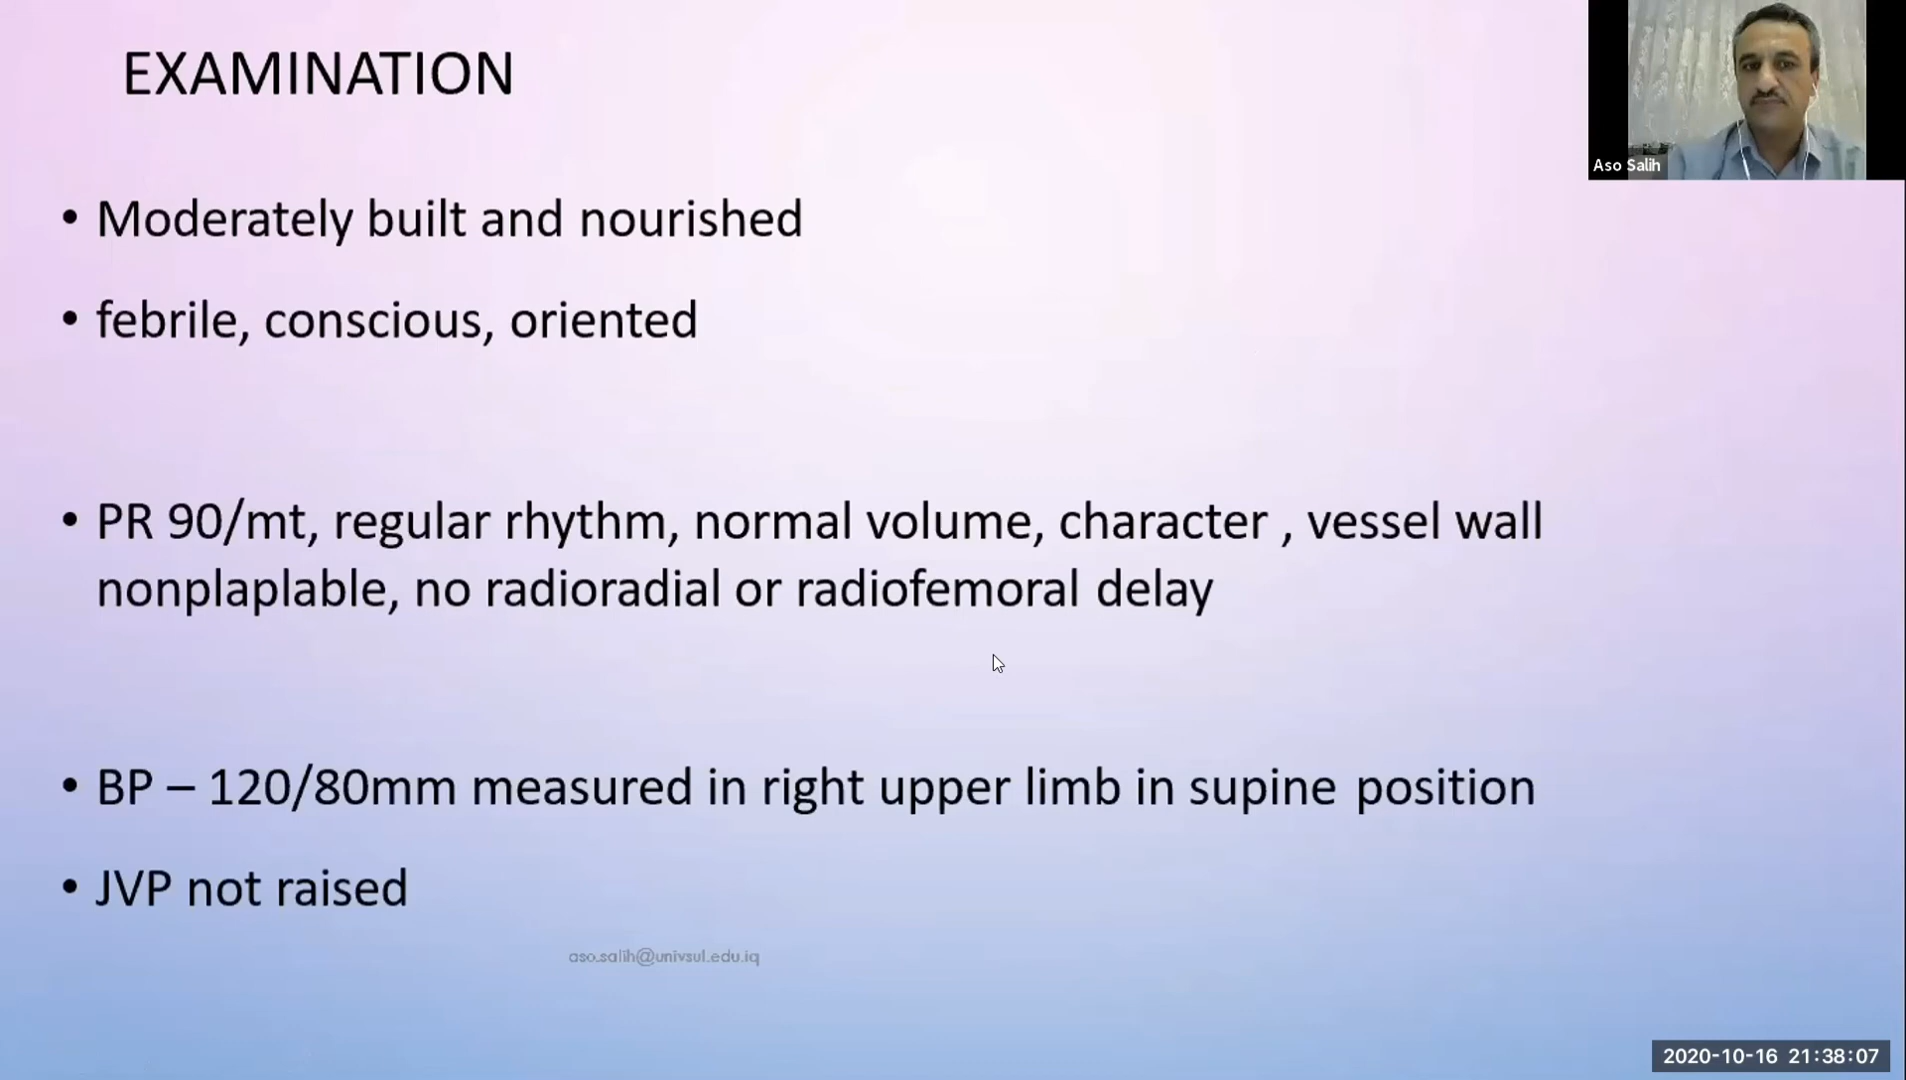 EXAMINATION
Aso Salih
• Moderately built and nourished
• febrile, conscious, oriented
• PR 90/mt, regular rhythm, normal volume, character , vessel wall
nonplaplable, no radioradial or radiofemoral delay
• BP – 120/80mm measured in right upper limb in supine position
• JVP not raised
aso.salih@univsul.edu.iq
2020-10-16 21:38:07